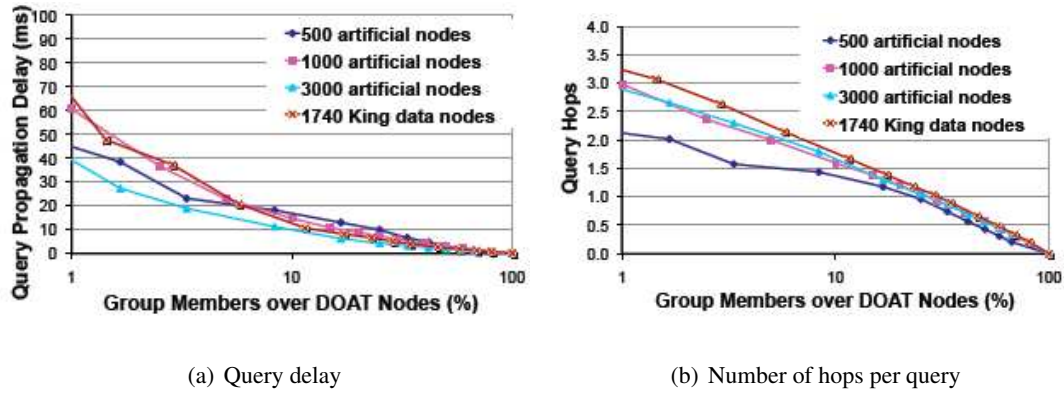 Query Propagation Delay (ms)
100
90
80
70
60
50
40
30
20
10
0
1
10
100
Group Members over DOAT Nodes (%)
500 artificial nodes
1000 artificial nodes
3000 artificial nodes
1740 King data nodes
(a) Query delay
Query Hops
4.0
3.5
3.0
2.5
2.0
1.5
1.0
0.5
0.0
1
10
100
Group Members over DOAT Nodes (%)
500 artificial nodes
1000 artificial nodes
3000 artificial nodes
1740 King data nodes
(b) Number of hops per query